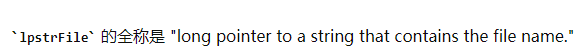 `lpstrFile` 的全称是 "long pointer to a string that contains the file name."